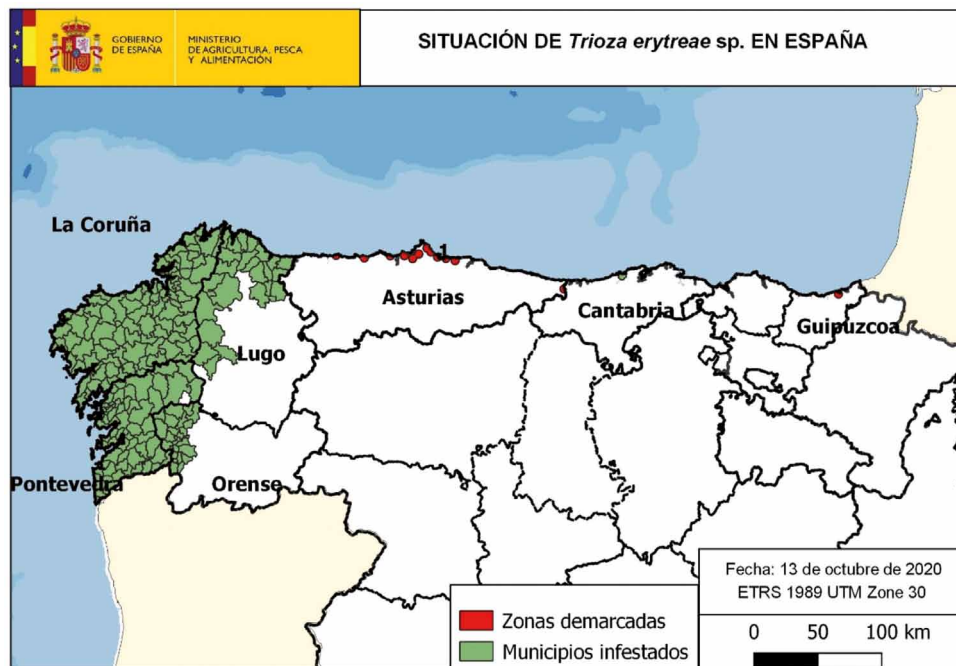 GOBIERNO
DE ESPAÑA
MINISTERIO
DE AGRICULTURA, PESCA
Y ALIMENTACIÓN
SITUACIÓN DE Trioza erytreae sp. EN ESPAÑA
La Coruña
1
Asturias
Cantabria
Guipuzcoa
Lugo
Pontevedra
Orense
Fecha: 13 de octubre de 2020
ETRS 1989 UTM Zone 30
Zonas demarcadas
Municipios infestados
0 50 100 km